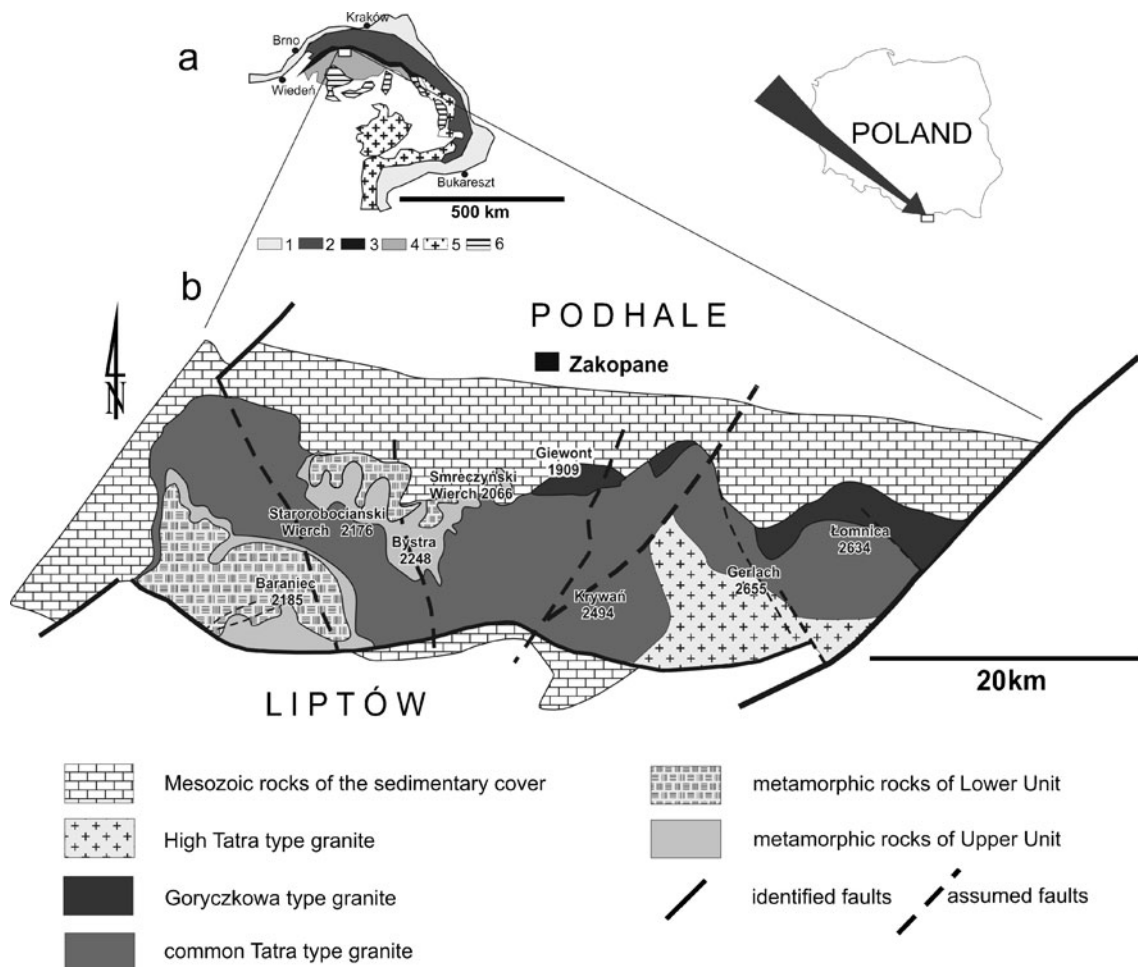 a
Kraków
Brno
Wiedeń
Bukareszt
500 km
1 2 3 4 5 6
POLAND
b
N
PODHALE
Zakopane
Giewont
1909
Smreczyński
Wierch 2066
Starorobociański
Wierch 2176
Bystra
2248
Baraniec
2185
Krywań
2494
Gerlach
2655
Łomnica
2634
20km
LIPTÓW
Mesozoic rocks of the sedimentary cover
High Tatra type granite
Goryczkowa type granite
common Tatra type granite
metamorphic rocks of Lower Unit
metamorphic rocks of Upper Unit
identified faults
assumed faults